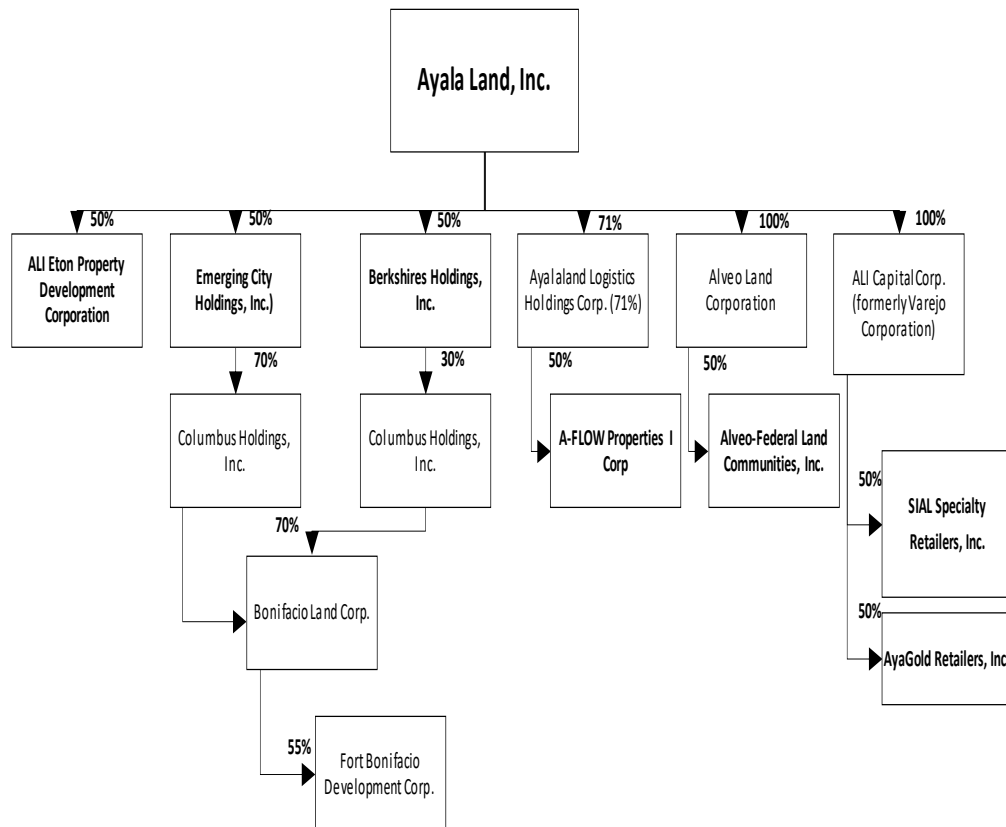 Ayala Land, Inc.
50%
50%
50%
71%
100%
100%
ALI Eton Property
Development
Corporation
Emerging City
Holdings, Inc.)
Berkshires Holdings,
Inc.
Ayalaland Logistics
Holdings Corp. (71%)
Alveo Land
Corporation
ALI Capital Corp.
(formerly Varejo
Corporation)
70%
30%
50%
50%
Columbus Holdings,
Inc.
Columbus Holdings,
Inc.
A-FLOW Properties I
Corp
Alveo-Federal Land
Communities, Inc.
50%
SIAL Specialty
Retailers, Inc.
70%
Bonifacio Land Corp.
50%
AyaGold Retailers, Inc
55%
Fort Bonifacio
Development Corp.